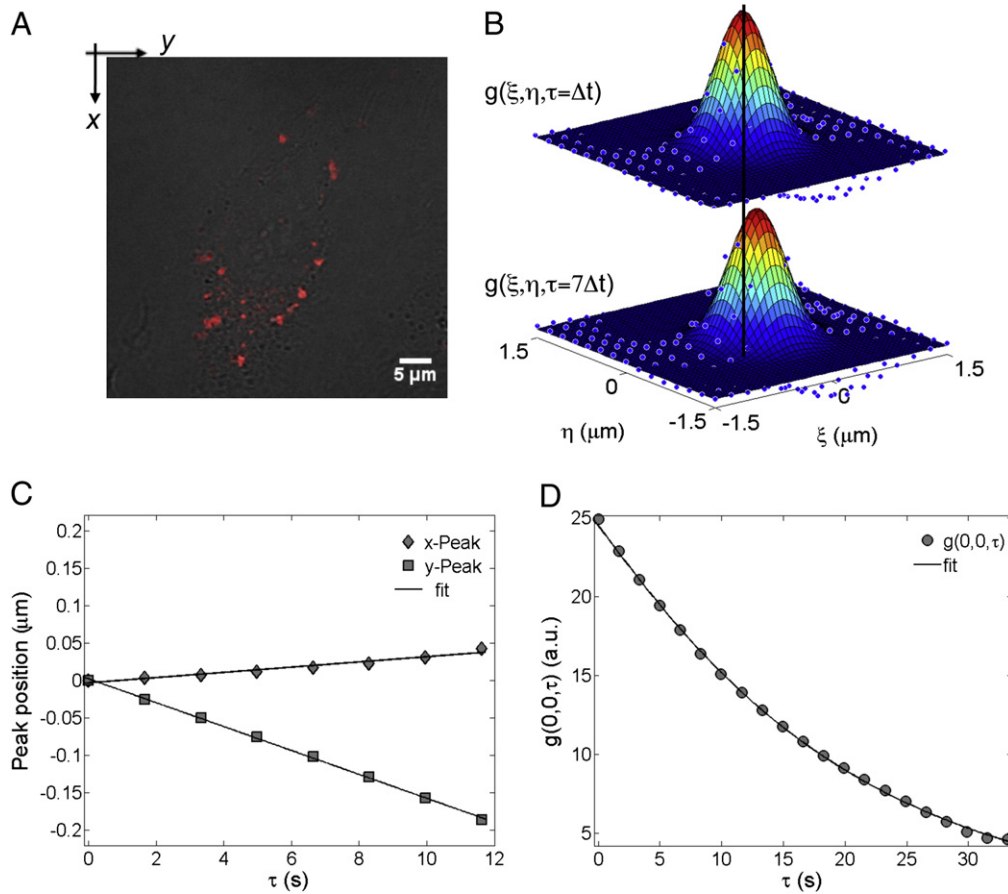 A
y
x
5 μm
B
g(ξ,η,τ=Δt)
g(ξ,η,τ=7Δt)
1.5
0
-1.5
η (μm)
-1.5
0
1.5
ξ (μm)
C
0.2
0.15
0.1
0.05
0
-0.05
-0.1
-0.15
-0.2
Peak position (μm)
x-Peak
y-Peak
fit
0 2 4 6 8 10 12
τ (s)
D
25
20
15
10
5
g(0,0,τ) (a.u.)
g(0,0,τ)
fit
0 5 10 15 20 25 30
τ (s)